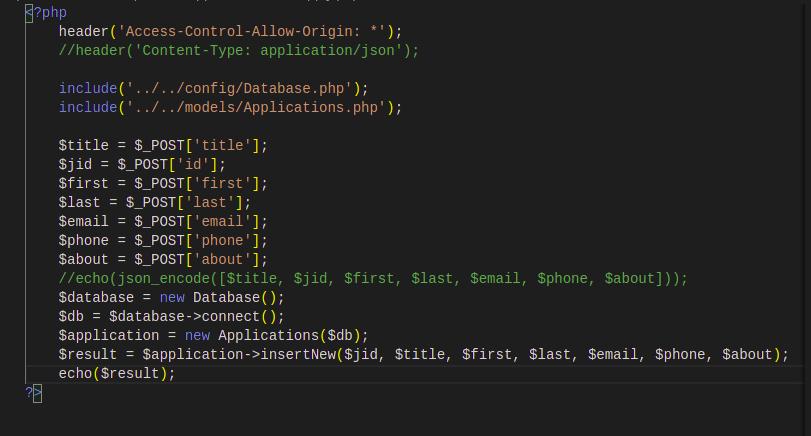 <?php
header('Access-Control-Allow-Origin: *');
//header('Content-Type: application/json');
include('../../config/Database.php');
include('../../models/Applications.php');
$title = $_POST['title'];
$jid = $_POST['id'];
$first = $_POST['first'];
$last = $_POST['last'];
$email = $_POST['email'];
$phone = $_POST['phone'];
$about = $_POST['about'];
//echo(json_encode([$title, $jid, $first, $last, $email, $phone, $about]));
$database = new Database();
$db = $database->connect();
$application = new Applications($db);
$result = $application->insertNew($jid, $title, $first, $last, $email, $phone, $about);
echo($result);
?>